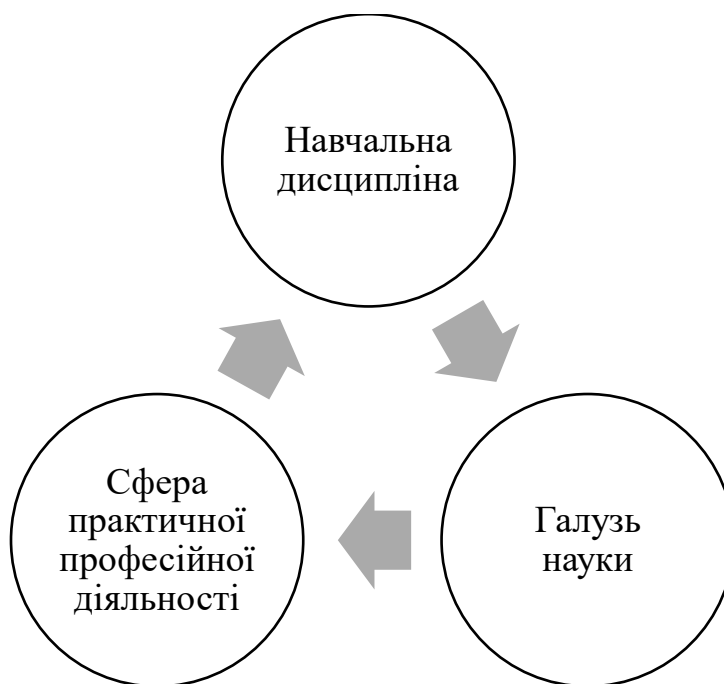 Навчальна
дисципліна
Сфера
практичної
професійної
діяльності
Галузь
науки